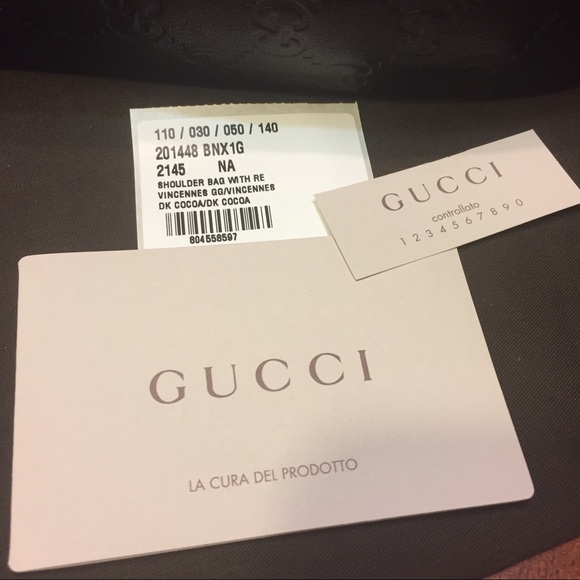 110 / 030 / 050 / 140
201448 BNX1G
2145 NA
SHOULDER BAG WITH RE
VINCENNES GG/VINCENNES
DK COCOA/DK COCOA
804558597
GUCCI
controllato
1 2 3 4 5 6 7 8 9 0
GUCCI
LA CURA DEL PRODOTTO